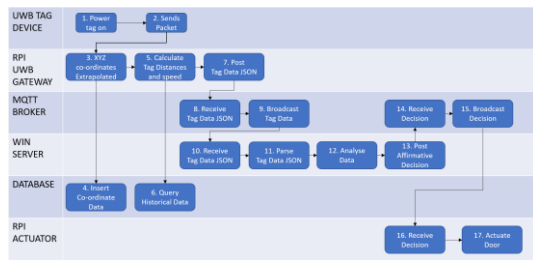 UWB TAG
DEVICE
1. Power
tag on
2. Sends
Packet
RPI
UWB
GATEWAY
3. XYZ
co-ordinates
Extrapolated
5. Calculate
Tag Distances
and speed
7. Post
Tag Data JSON
MQTT
BROKER
8. Receive
Tag Data JSON
9. Broadcast
Tag Data
14. Receive
Decision
15. Broadcast
Decision
WIN
SERVER
10. Receive
Tag Data JSON
11. Parse
Tag Data JSON
12. Analyse
Data
13. Post
Affirmative
Decision
DATABASE
4. Insert
Co-ordinate
Data
6. Query
Historical Data
RPI
ACTUATOR
16. Receive
Decision
17. Actuate
Door